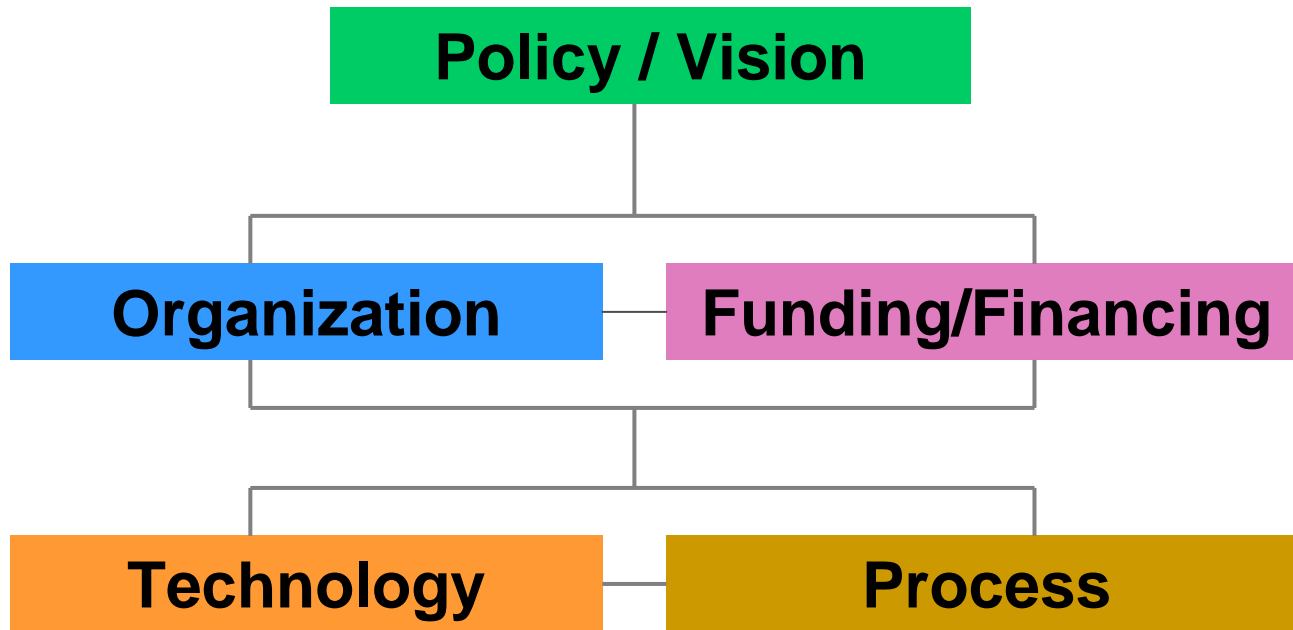 Policy / Vision
Organization
Funding/Financing
Technology
Process